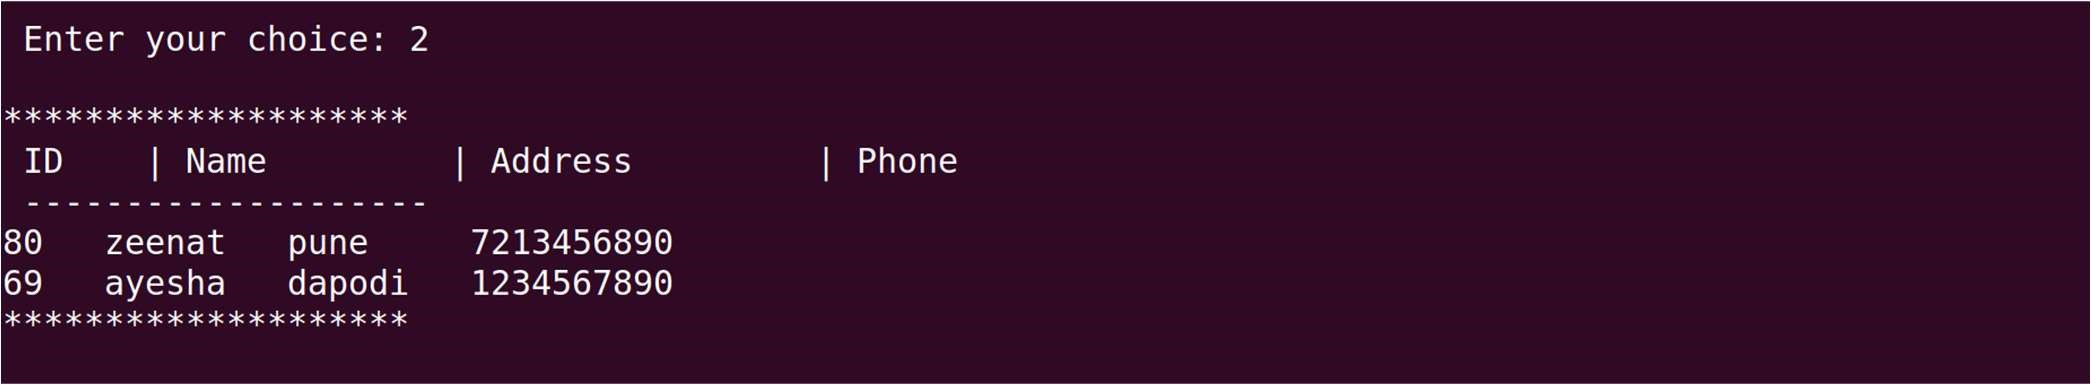 Enter your choice: 2
********************
ID    | Name         | Address         | Phone
--------------------
80   zeenat   pune     7213456890
69   ayesha   dapodi   1234567890
********************